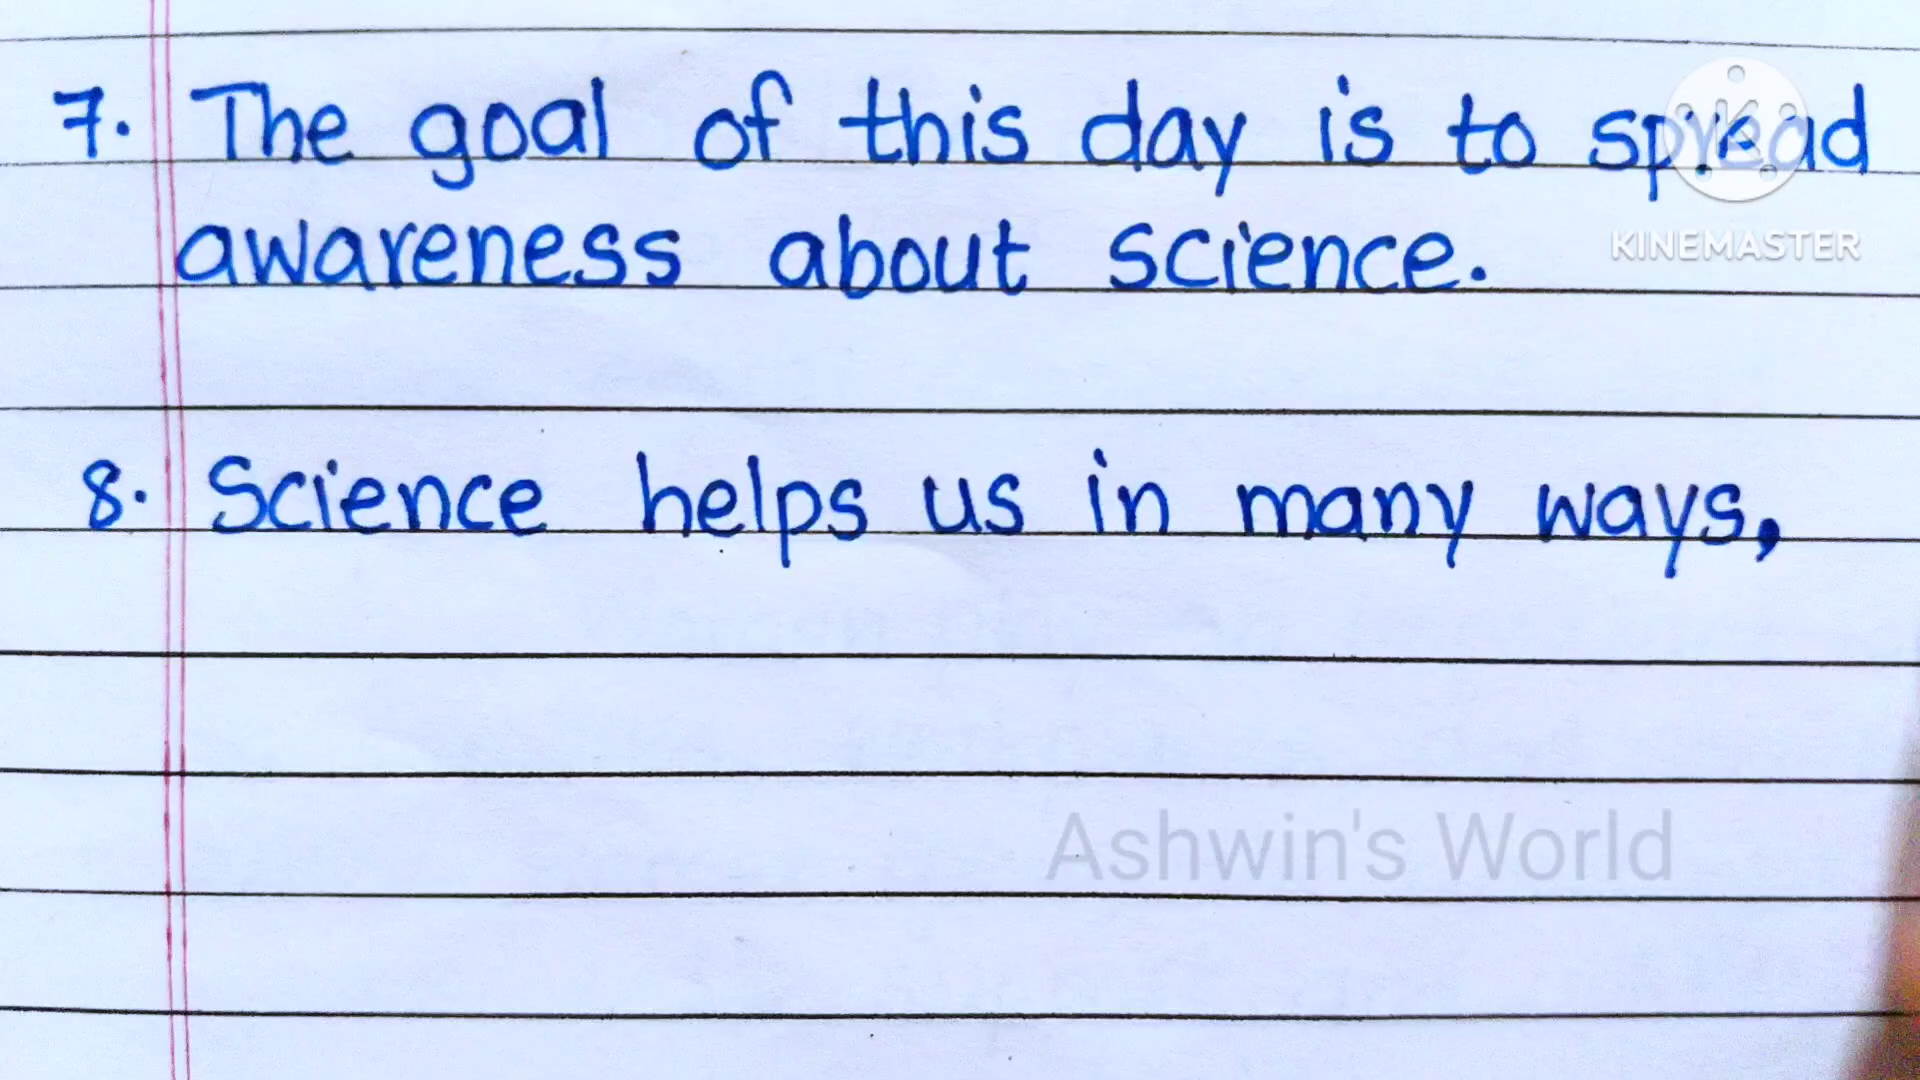 7. The goal of this day is to spread
KINEMASTER
awareness about science.
8. Science helps us in many ways,
Ashwin's World